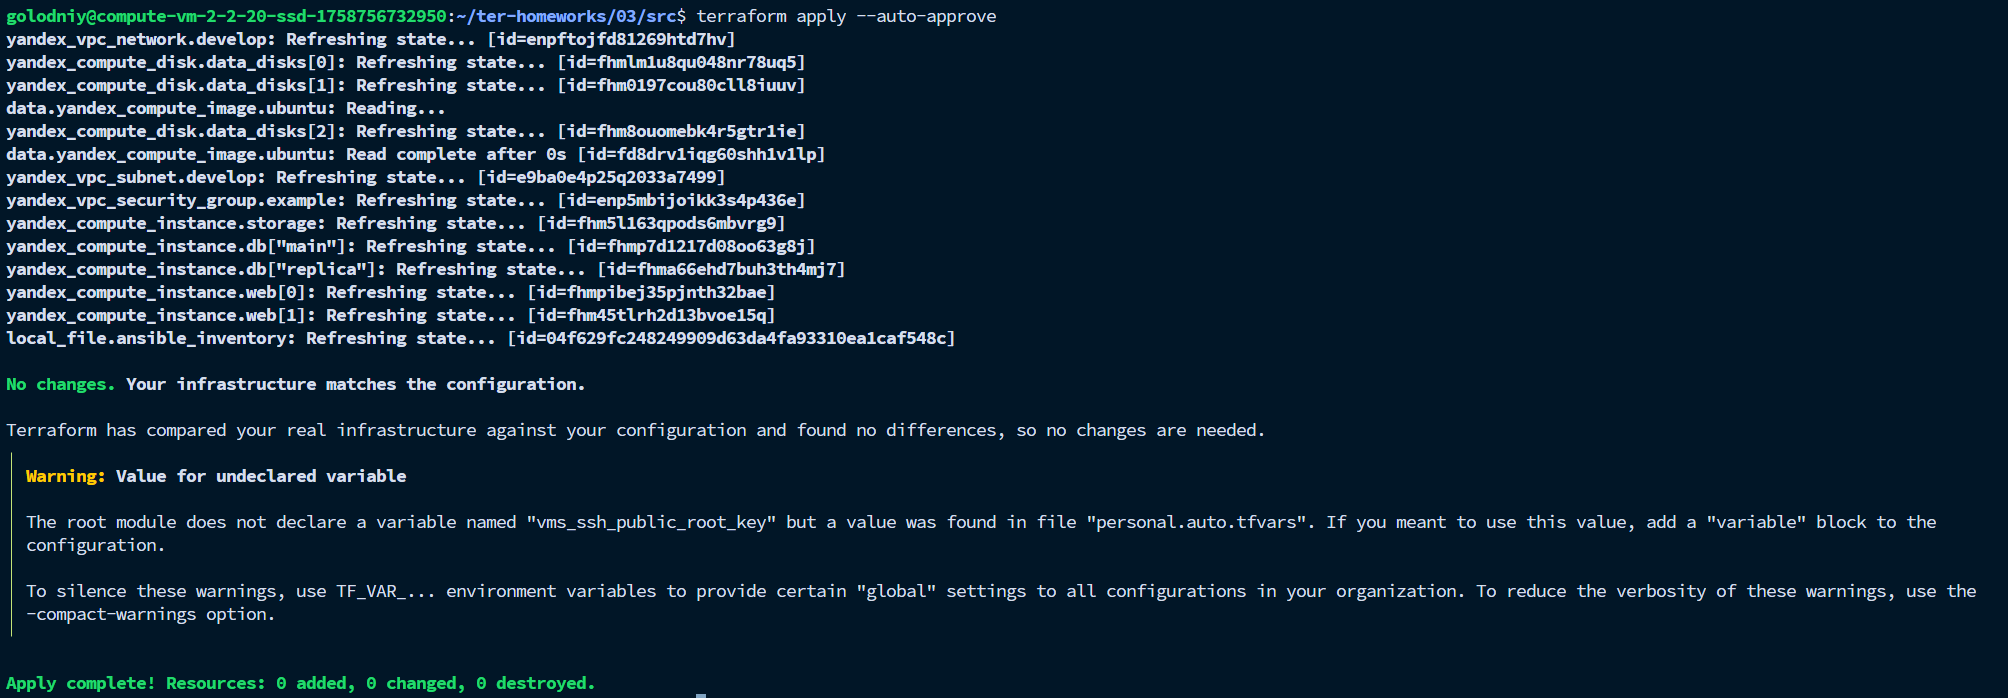 golodniy@compute-vm-2-2-20-ssd-1758756732950:~/ter-homeworks/03/src$ terraform apply --auto-approve
yandex_vpc_network.develop: Refreshing state... [id=enpftojfd81269htd7hv]
yandex_compute_disk.data_disks[0]: Refreshing state... [id=fhmlm1u8qu048nr78uq5]
yandex_compute_disk.data_disks[1]: Refreshing state... [id=fhm0197cou80cll8iuuv]
data.yandex_compute_image.ubuntu: Reading...
yandex_compute_disk.data_disks[2]: Refreshing state... [id=fhm8ouomebk4r5gtr1ie]
data.yandex_compute_image.ubuntu: Read complete after 0s [id=fd8drv1iqg60shh1v1lp]
yandex_vpc_subnet.develop: Refreshing state... [id=e9ba0e4p25q2033a7499]
yandex_vpc_security_group.example: Refreshing state... [id=enp5mbijoikk3s4p436e]
yandex_compute_instance.storage: Refreshing state... [id=fhm5l163qpods6mbvrg9]
yandex_compute_instance.db["main"]: Refreshing state... [id=fhmp7d1217d08oo63g8j]
yandex_compute_instance.db["replica"]: Refreshing state... [id=fhma66ehd7buh3th4mj7]
yandex_compute_instance.web[0]: Refreshing state... [id=fhmpibej35pjnth32bae]
yandex_compute_instance.web[1]: Refreshing state... [id=fhm45tlrh2d13bvoe15q]
local_file.ansible_inventory: Refreshing state... [id=04f629fc248249909d63da4fa93310ea1caf548c]
No changes. Your infrastructure matches the configuration.
Terraform has compared your real infrastructure against your configuration and found no differences, so no changes are needed.
Warning: Value for undeclared variable
The root module does not declare a variable named "vms_ssh_public_root_key" but a value was found in file "personal.auto.tfvars". If you meant to use this value, add a "variable" block to the
configuration.
To silence these warnings, use TF_VAR_... environment variables to provide certain "global" settings to all configurations in your organization. To reduce the verbosity of these warnings, use the
-compact-warnings option.
Apply complete! Resources: 0 added, 0 changed, 0 destroyed.